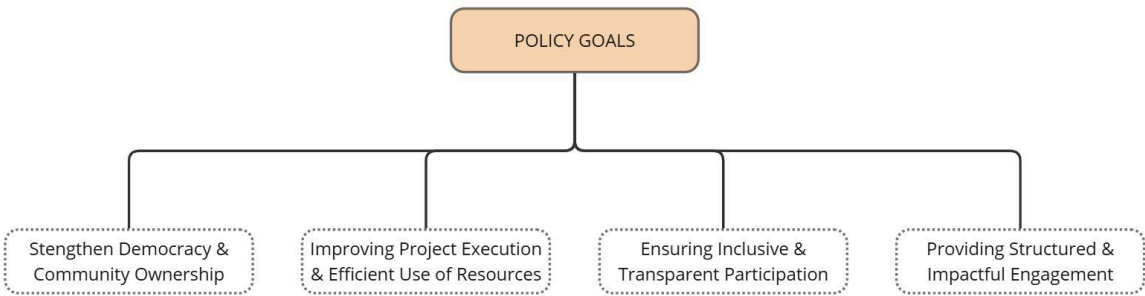 POLICY GOALS
Stengthen Democracy &
Community Ownership
Improving Project Execution
& Efficient Use of Resources
Ensuring Inclusive &
Transparent Participation
Providing Structured &
Impactful Engagement